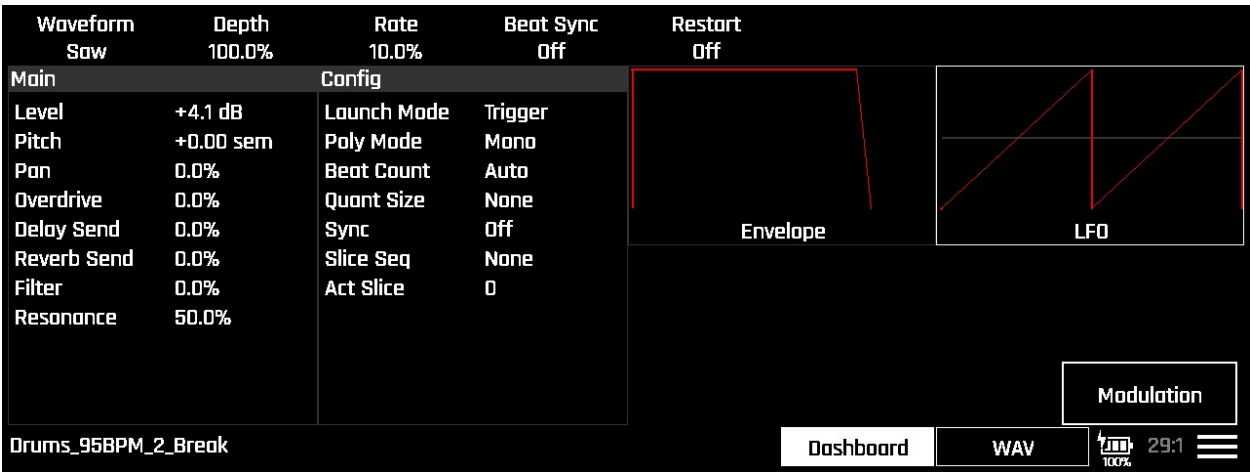 Waveform Depth Rate Beat Sync Restart
Saw 100.0% 10.0% Off Off
Main Config
Level +4.1 dB Launch Mode Trigger
Pitch +0.00 sem Poly Mode Mono
Pan 0.0% Beat Count Auto
Overdrive 0.0% Quant Size None
Delay Send 0.0% Sync Off
Envelope LFO
Reverb Send 0.0% Slice Seq None
Filter 0.0% Act Slice 0
Resonance 50.0%
Modulation
Drums_95BPM_2_Break Dashboard WAV 29:1
100%